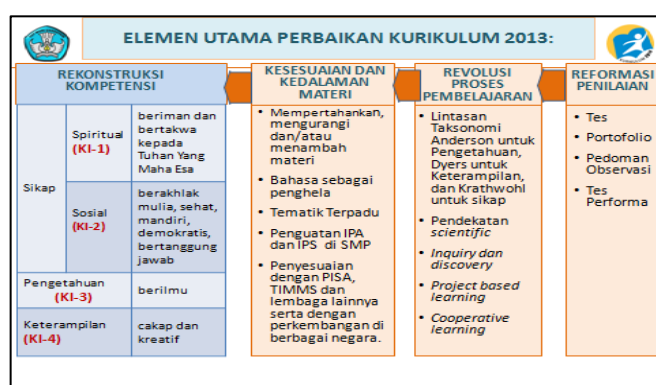 ELEMEN UTAMA PERBAIKAN KURIKULUM 2013:
REKONSTRUKSI
KOMPETENSI
Sikap
Spiritual
(KI-1)
beriman dan
bertakwa
kepada
Tuhan Yang
Maha Esa
Sosial
(KI-2)
berakhlak
mulia, sehat,
mandiri,
demokratis,
bertanggung
jawab
Pengetahuan
(KI-3)
berilmu
Keterampilan
(KI-4)
cakap dan
kreatif
KESESUAIAN DAN
KEDALAMAN
MATERI
• Mempertahankan,
mengurangi
dan/atau
menambah
materi
• Bahasa sebagai
penghela
• Tematik Terpadu
• Penguatan IPA
dan IPS di SMP
• Penyesuaian
dengan PISA,
TIMMS dan
lembaga lainnya
serta dengan
perkembangan di
berbagai negara.
REVOLUSI
PROSES
PEMBELAJARAN
• Lintasan
Taksonomi
Anderson untuk
Pengetahuan,
Dyers untuk
Keterampilan,
dan Krathwohl
untuk sikap
• Pendekatan
scientific
• Inquiry dan
discovery
• Project based
learning
• Cooperative
learning
REFORMASI
PENILAIAN
• Tes
• Portofolio
• Pedoman
Observasi
• Tes
Performa